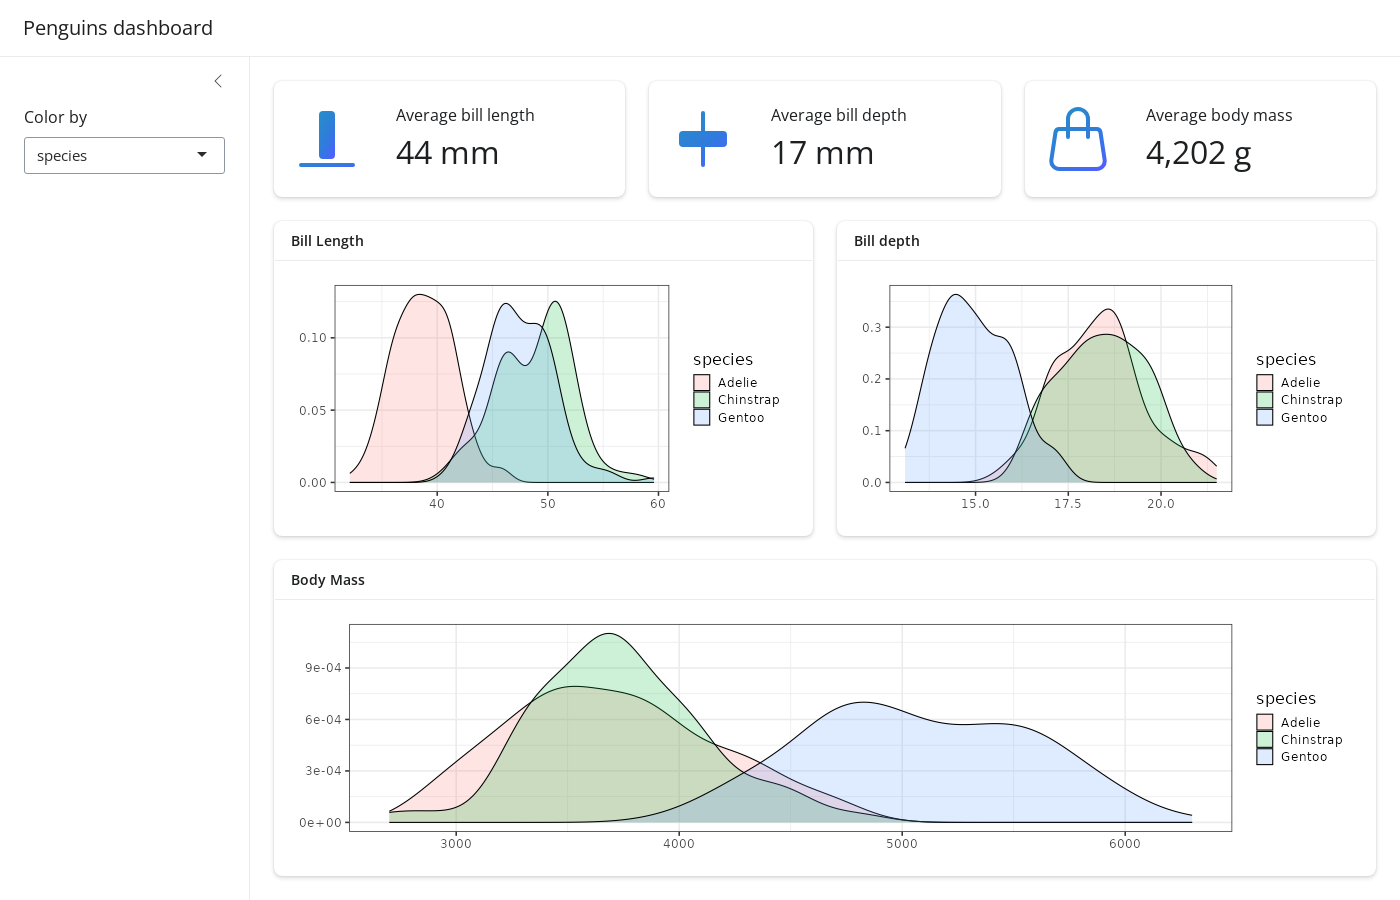 Penguins dashboard
Color by
species
Average bill length
44 mm
Average bill depth
17 mm
Average body mass
4,202 g
Bill Length
0.10
0.05
0.00
40 50 60
species
Adelie
Chinstrap
Gentoo
Bill depth
0.3
0.2
0.1
0.0
15.0 17.5 20.0
species
Adelie
Chinstrap
Gentoo
Body Mass
9e-04
6e-04
3e-04
0e+00
3000 4000 5000 6000
species
Adelie
Chinstrap
Gentoo